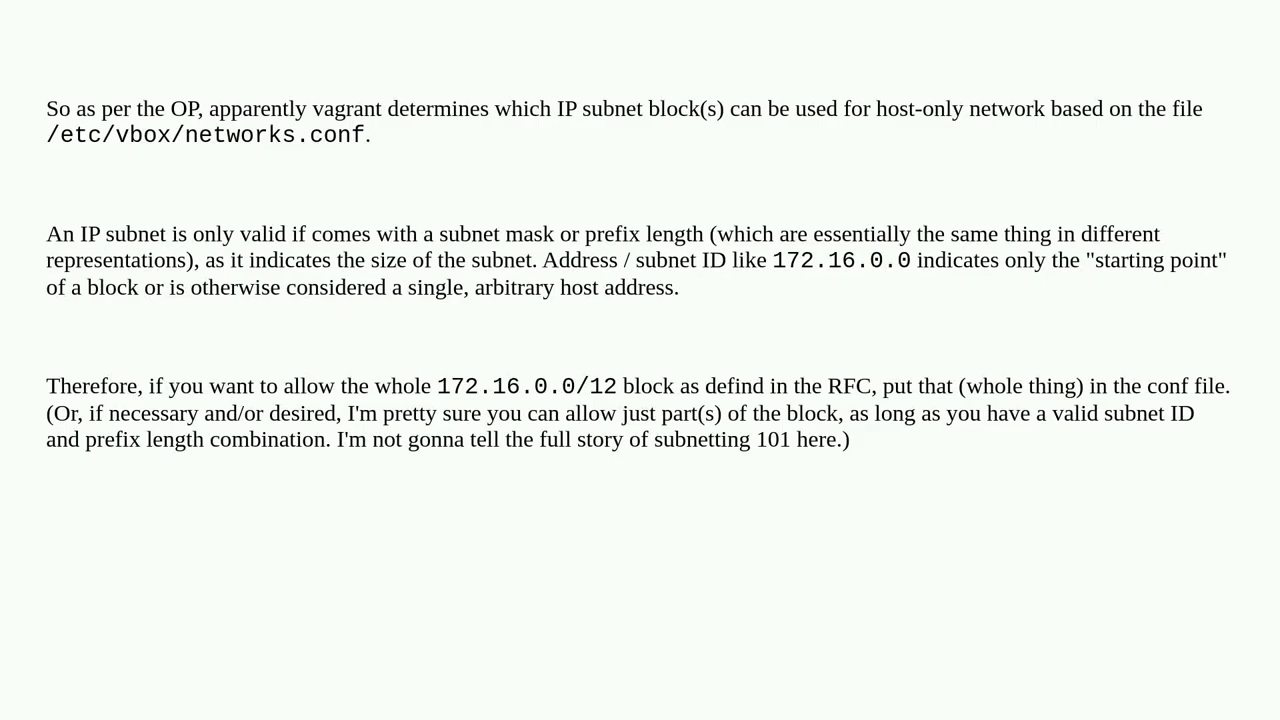 So as per the OP, apparently vagrant determines which IP subnet block(s) can be used for host-only network based on the file
/etc/vbox/networks.conf.
An IP subnet is only valid if comes with a subnet mask or prefix length (which are essentially the same thing in different
representations), as it indicates the size of the subnet. Address / subnet ID like 172.16.0.0 indicates only the "starting point"
of a block or is otherwise considered a single, arbitrary host address.
Therefore, if you want to allow the whole 172.16.0.0/12 block as defind in the RFC, put that (whole thing) in the conf file.
(Or, if necessary and/or desired, I'm pretty sure you can allow just part(s) of the block, as long as you have a valid subnet ID
and prefix length combination. I'm not gonna tell the full story of subnetting 101 here.)